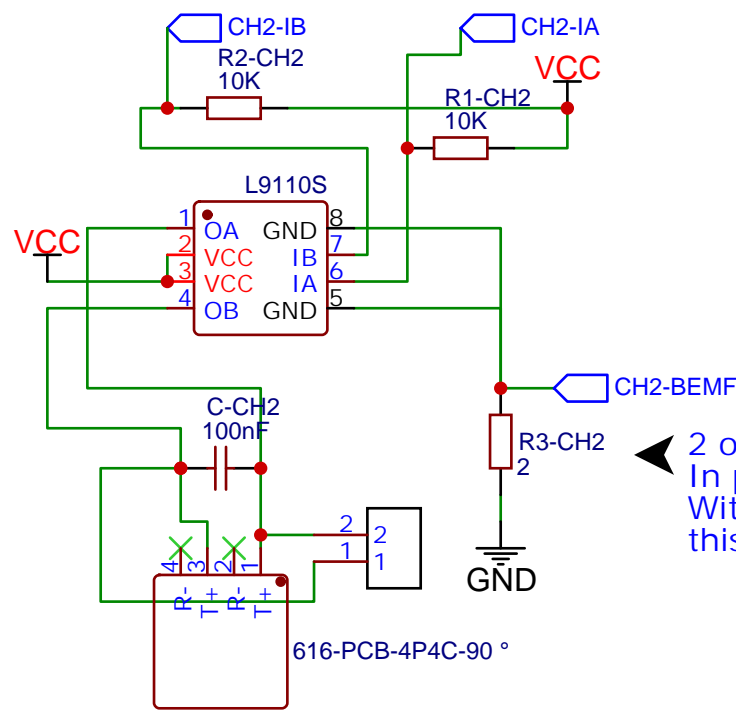 CH2-IB
CH2-IA
R2-CH2
10K
VCC
R1-CH2
10K
L9110S
1 OA GND 8
2 VCC IB 7
3 VCC IA 6
4 OB GND 5
VCC
CH2-BEMF
C-CH2
100nF
R3-CH2
2
2
In
Wit
this
2 2
1 1
GND
4 3 2 1
R- T+ R- T+
616-PCB-4P4C-90 °